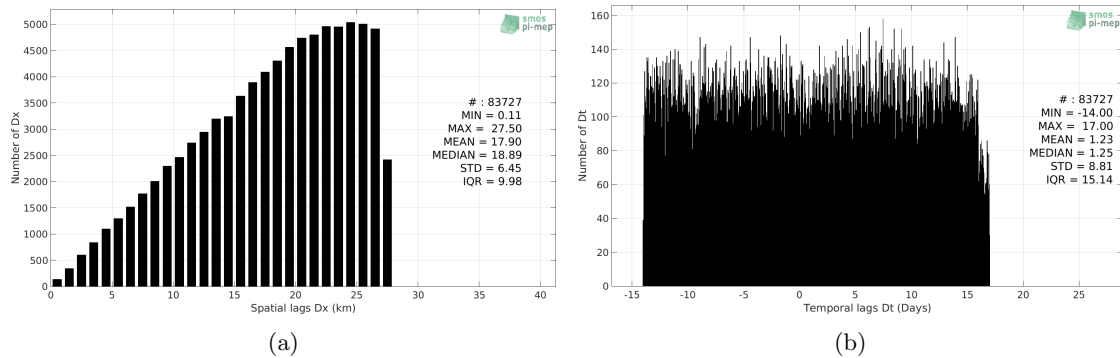 5000
4500
4000
3500
3000
2500
2000
1500
1000
500
0
Number of Dx
smos
pi-mep
# : 83727
MIN = 0.11
MAX = 27.50
MEAN = 17.90
MEDIAN = 18.89
STD = 6.45
IQR = 9.98
0 5 10 15 20 25 30 35 40
Spatial lags Dx (km)
(a)
160
140
120
100
80
60
40
20
0
Number of Dt
smos
pi-mep
# : 83727
MIN = -14.00
MAX = 17.00
MEAN = 1.23
MEDIAN = 1.25
STD = 8.81
IQR = 15.14
-15 -10 -5 0 5 10 15 20 25
Temporal lags Dt (Days)
(b)